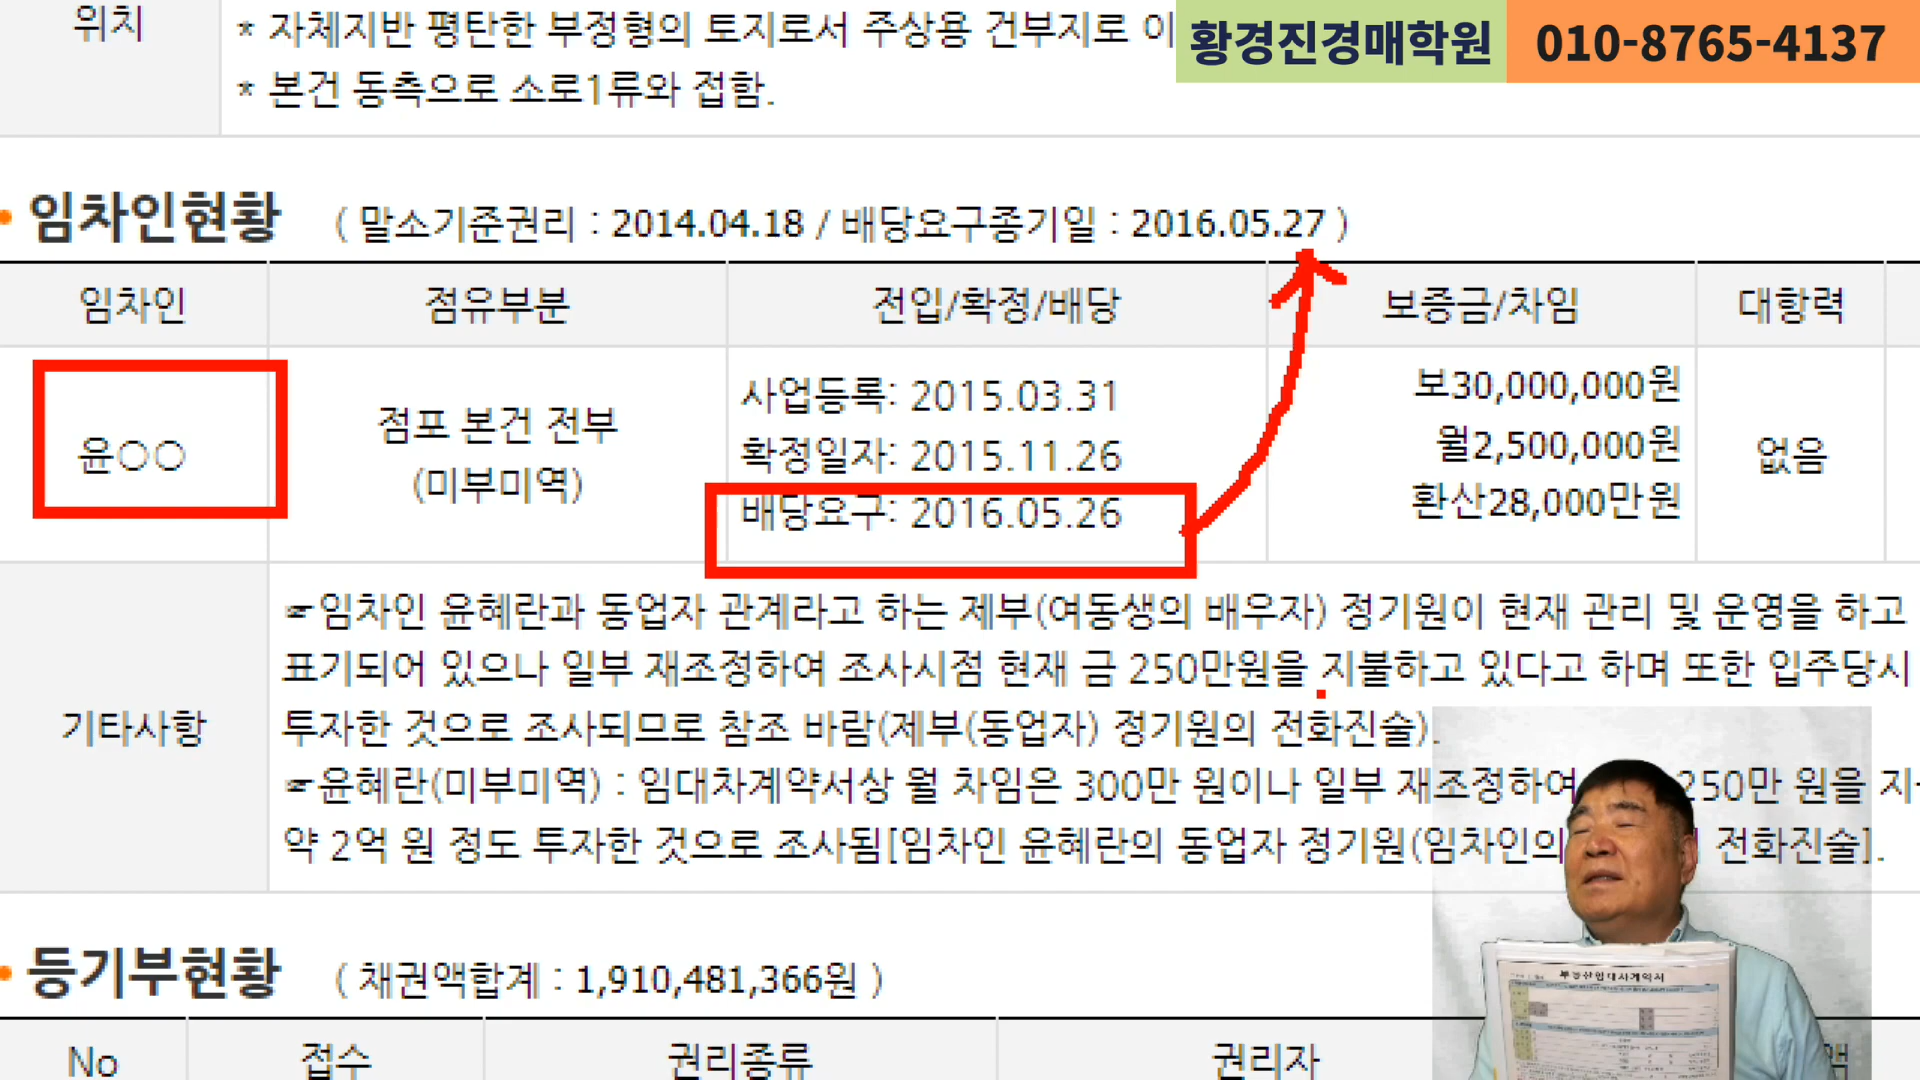 위치
* 자체지반 평탄한 부정형의 토지로서 주상용 건부지로 이
* 본건 동측으로 소로1류와 접함.
황경진경매학원 010-8765-4137
임차인현황 ( 말소기준권리 : 2014.04.18 / 배당요구종기일 : 2016.05.27 )
임차인 점유부분 전입/확정/배당 보증금/차임 대항력
윤○○
점포 본건 전부
(미부미역)
사업등록: 2015.03.31
확정일자: 2015.11.26
배당요구: 2016.05.26
보30,000,000원
월2,500,000원
환산28,000만원
없음
기타사항
☞임차인 윤혜란과 동업자 관계라고 하는 제부(여동생의 배우자) 정기원이 현재 관리 및 운영을 하고
표기되어 있으나 일부 재조정하여 조사시점 현재 금 250만원을 지불하고 있다고 하며 또한 입주당시
투자한 것으로 조사되므로 참조 바람(제부(동업자) 정기원의 전화진술).
☞윤혜란(미부미역) : 임대차계약서상 월 차임은 300만 원이나 일부 재조정하여 250만 원을 지
약 2억 원 정도 투자한 것으로 조사됨[임차인 윤혜란의 동업자 정기원(임차인의 전화진술].
등기부현황 ( 채권액합계 : 1,910,481,366원 )
No 접수 권리종류 권리자
부동산임대차계약서